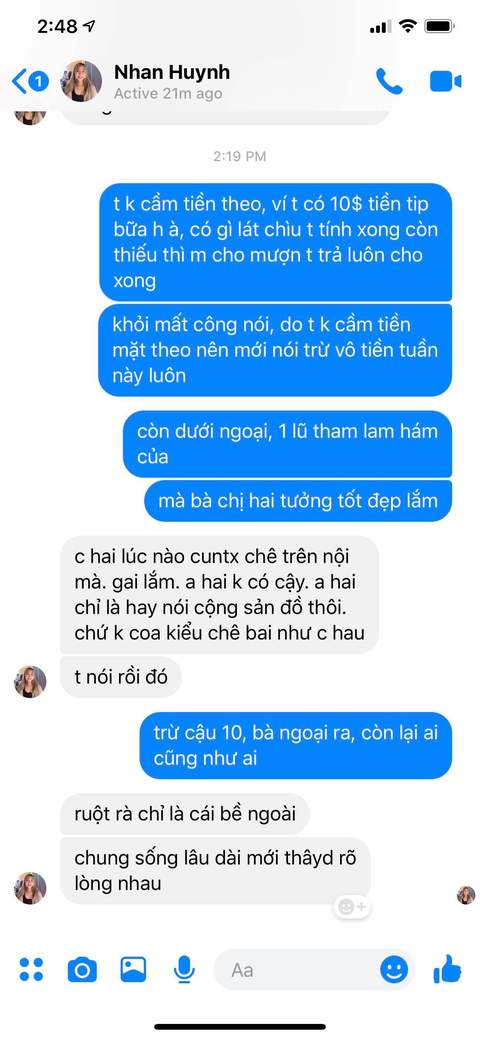 2:48
1
Nhan Huynh
Active 21m ago
2:19 PM
t k cầm tiền theo, ví t có 10$ tiền tip
bữa h à, có gì lát chìu t tính xong còn
thiếu thì m cho mượn t trả luôn cho
xong
khỏi mất công nói, do t k cầm tiền
mặt theo nên mới nói trừ vô tiền tuần
này luôn
còn dưới ngoại, 1 lũ tham lam hám
của
mà bà chị hai tưởng tốt đẹp lắm
c hai lúc nào cuntx chê trên nội
mà. gai lắm. a hai k có cậy. a hai
chỉ là hay nói cộng sản đồ thôi.
chứ k coa kiểu chê bai như c hau
t nói rồi đó
trừ cậu 10, bà ngoại ra, còn lại ai
cũng như ai
ruột rà chỉ là cái bề ngoài
chung sống lâu dài mới thâyd rõ
lòng nhau
Aa